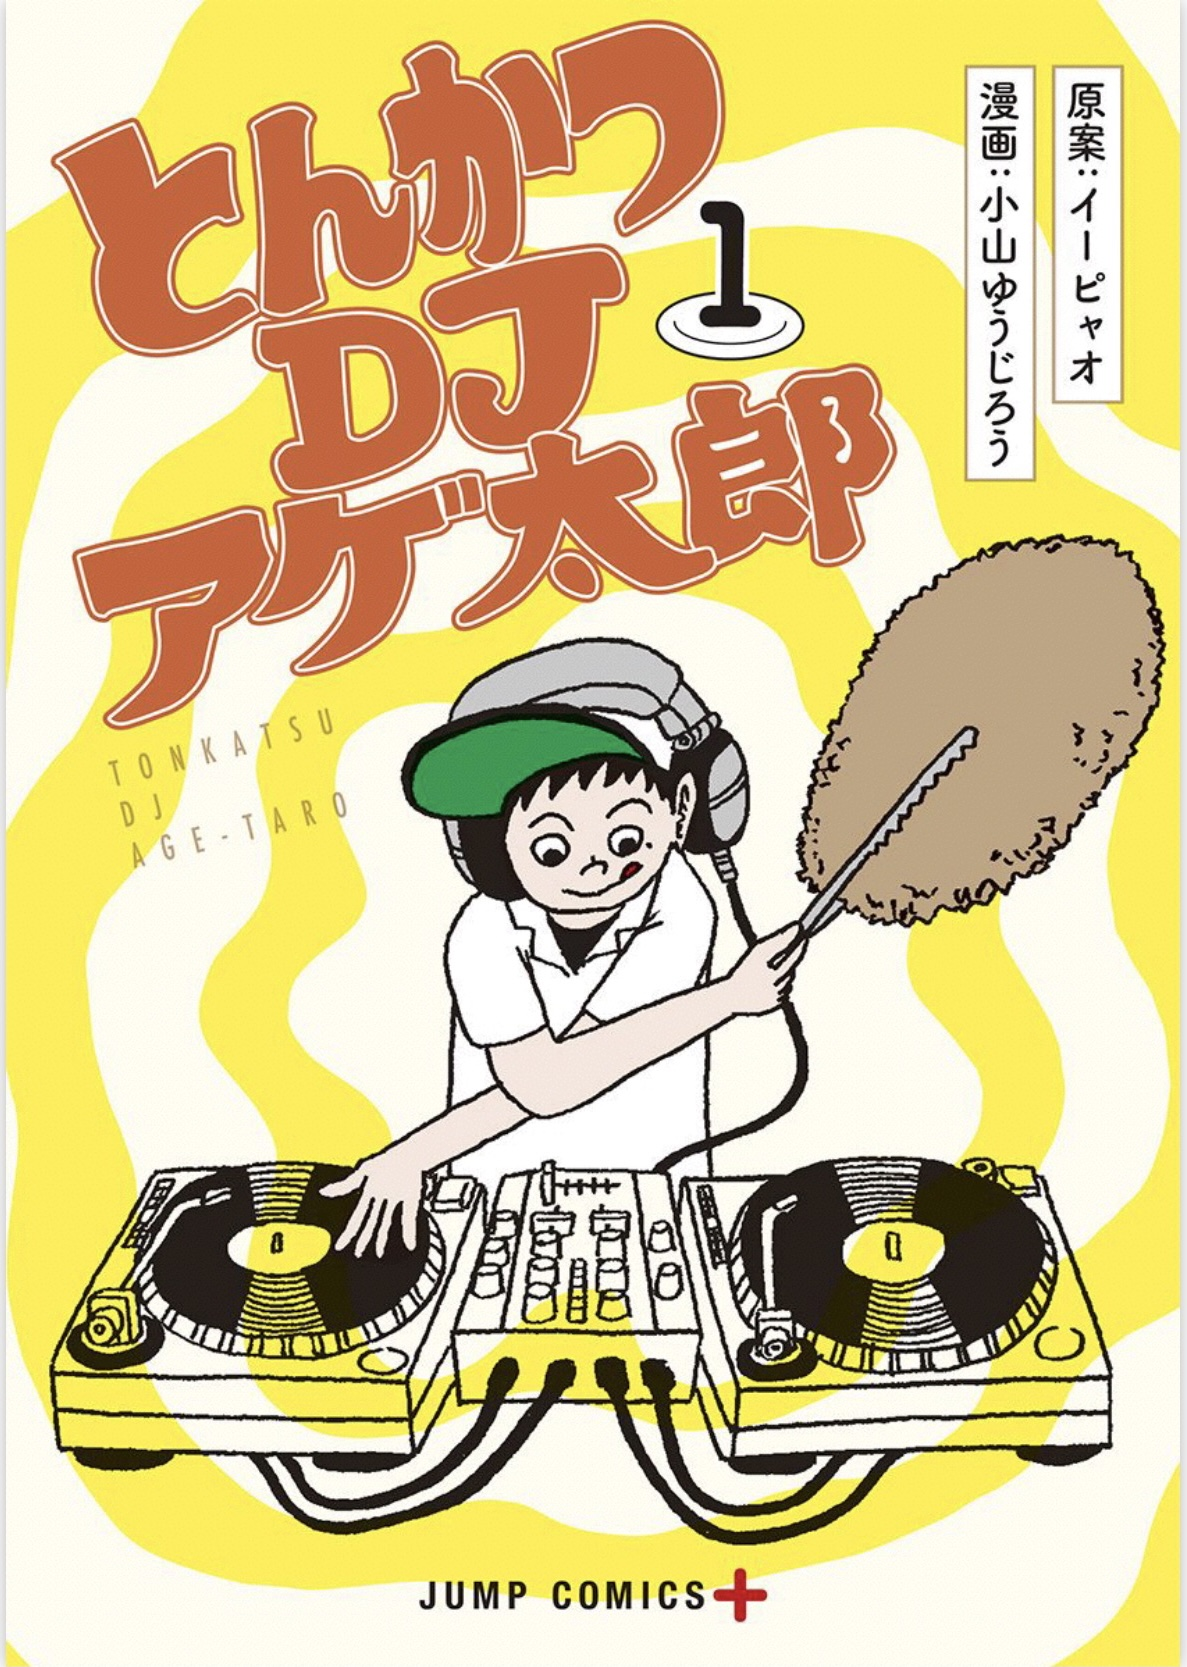 とんかつ
DJ
アゲ太郎
1
原案：イーピャオ
漫画：小山ゆうじろう
TONKATSU
DJ
AGE-TARO
JUMP COMICS+